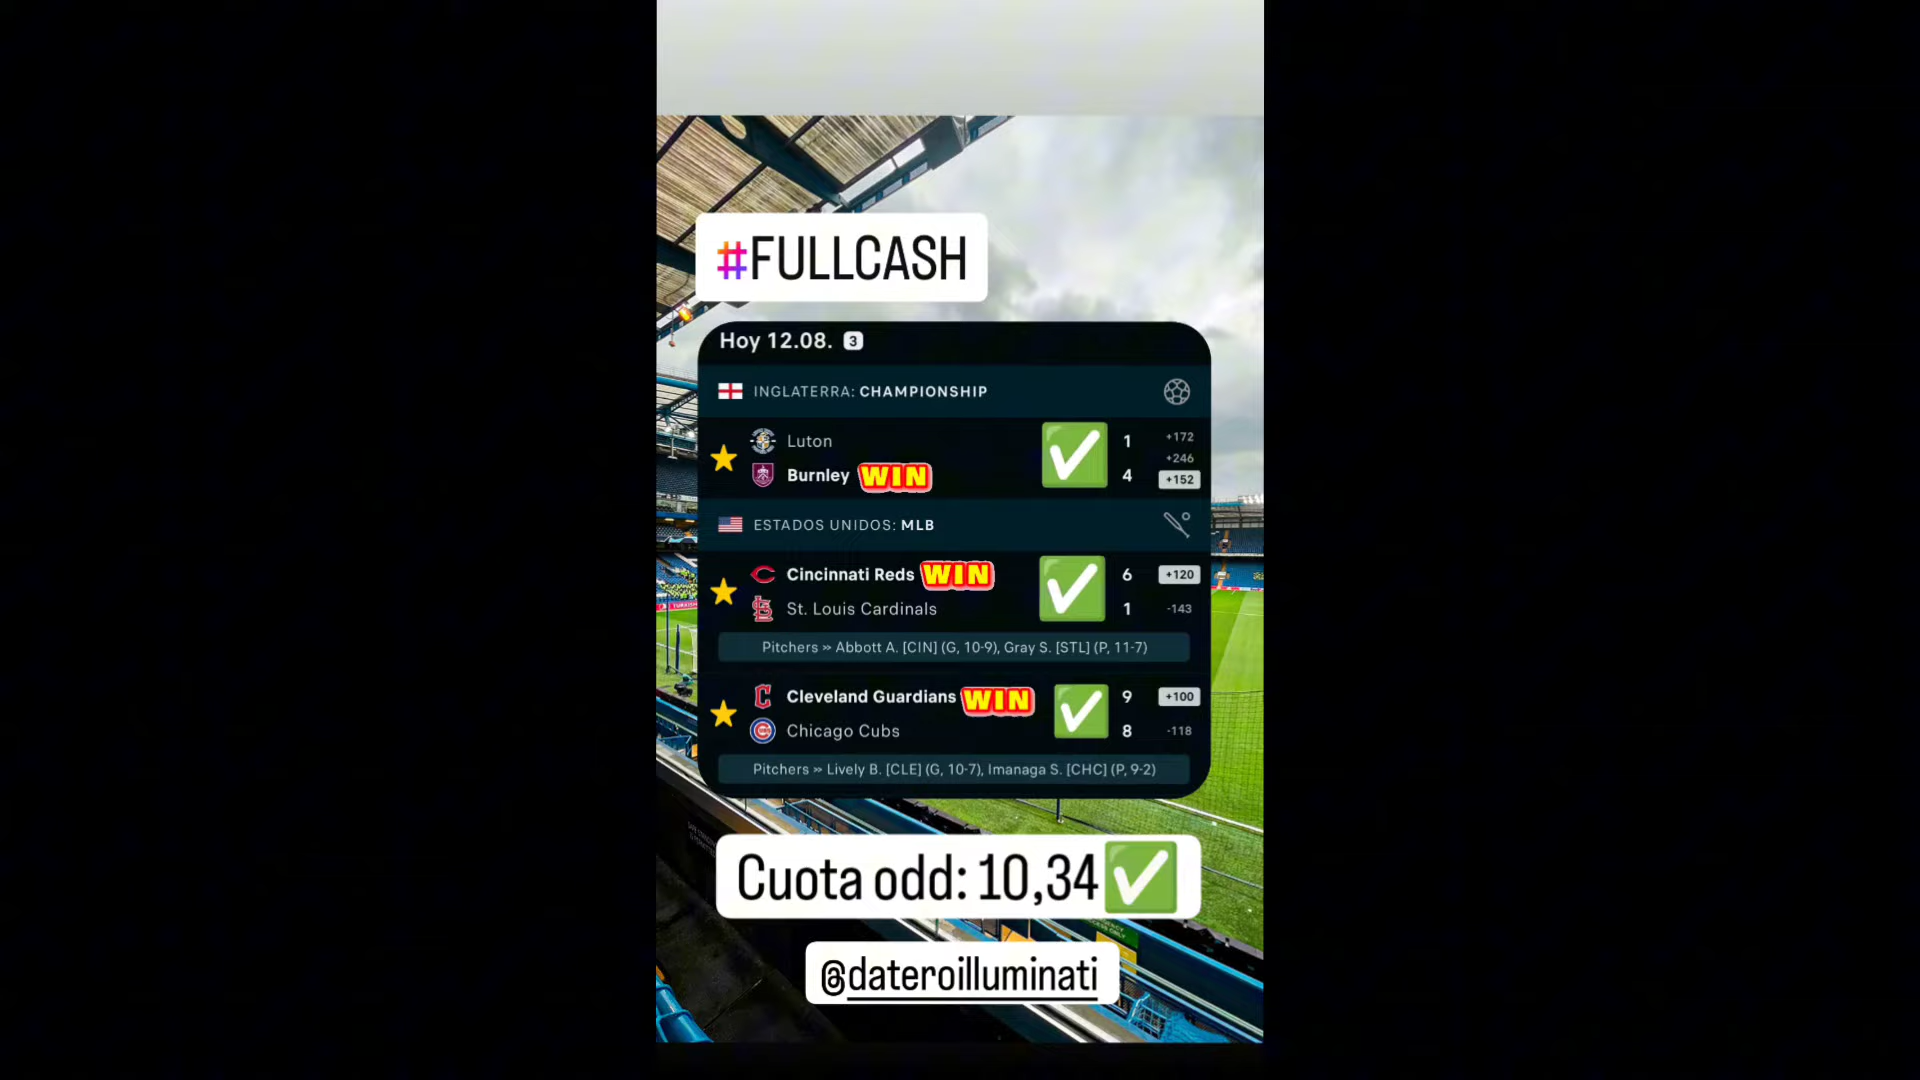 #FULLCASH
Hoy 12.08. 3
INGLATERRA: CHAMPIONSHIP
Luton 1 +172
+246
Burnley WIN 4 +152
ESTADOS UNIDOS: MLB
Cincinnati Reds WIN 6 +120
St. Louis Cardinals 1 -143
Pitchers » Abbott A. [CIN] (G, 10-9), Gray S. [STL] (P, 11-7)
Cleveland Guardians WIN 9 +100
Chicago Cubs 8 -118
Pitchers » Lively B. [CLE] (G, 10-7), Imanaga S. [CHC] (P, 9-2)
Cuota odd: 10,34
@dateroilluminati